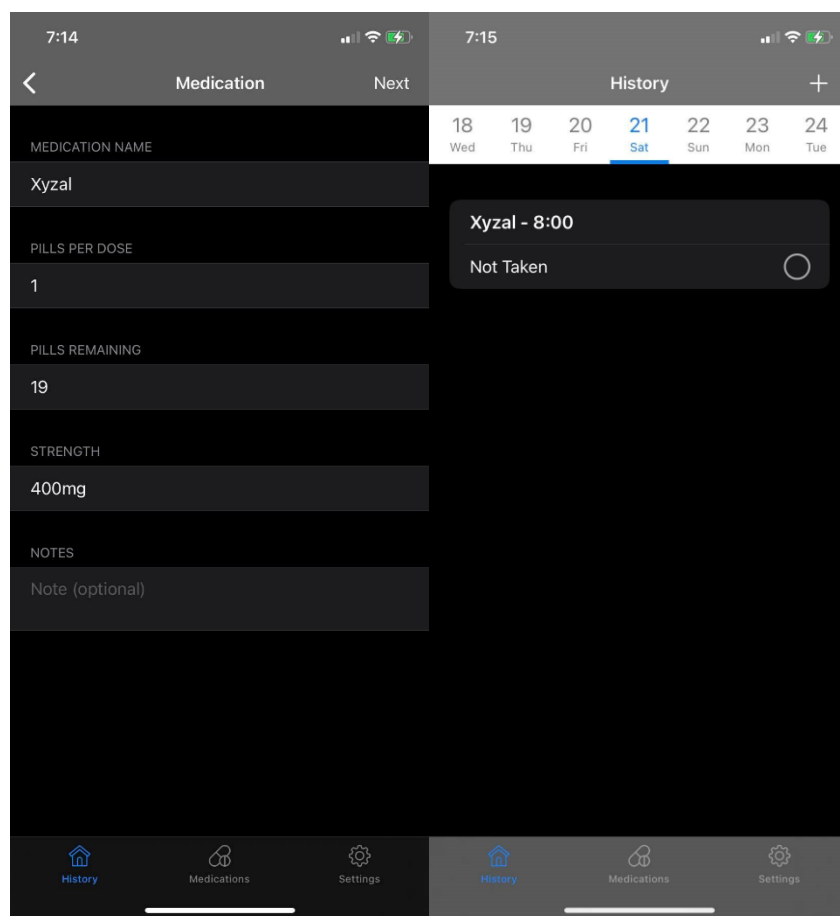 7:14
Medication
Next
MEDICATION NAME
Xyzal
PILLS PER DOSE
1
PILLS REMAINING
19
STRENGTH
400mg
NOTES
Note (optional)
History
Medications
Settings
7:15
History
18 19 20 21 22 23 24
Wed Thu Fri Sat Sun Mon Tue
Xyzal - 8:00
Not Taken
History
Medications
Settings